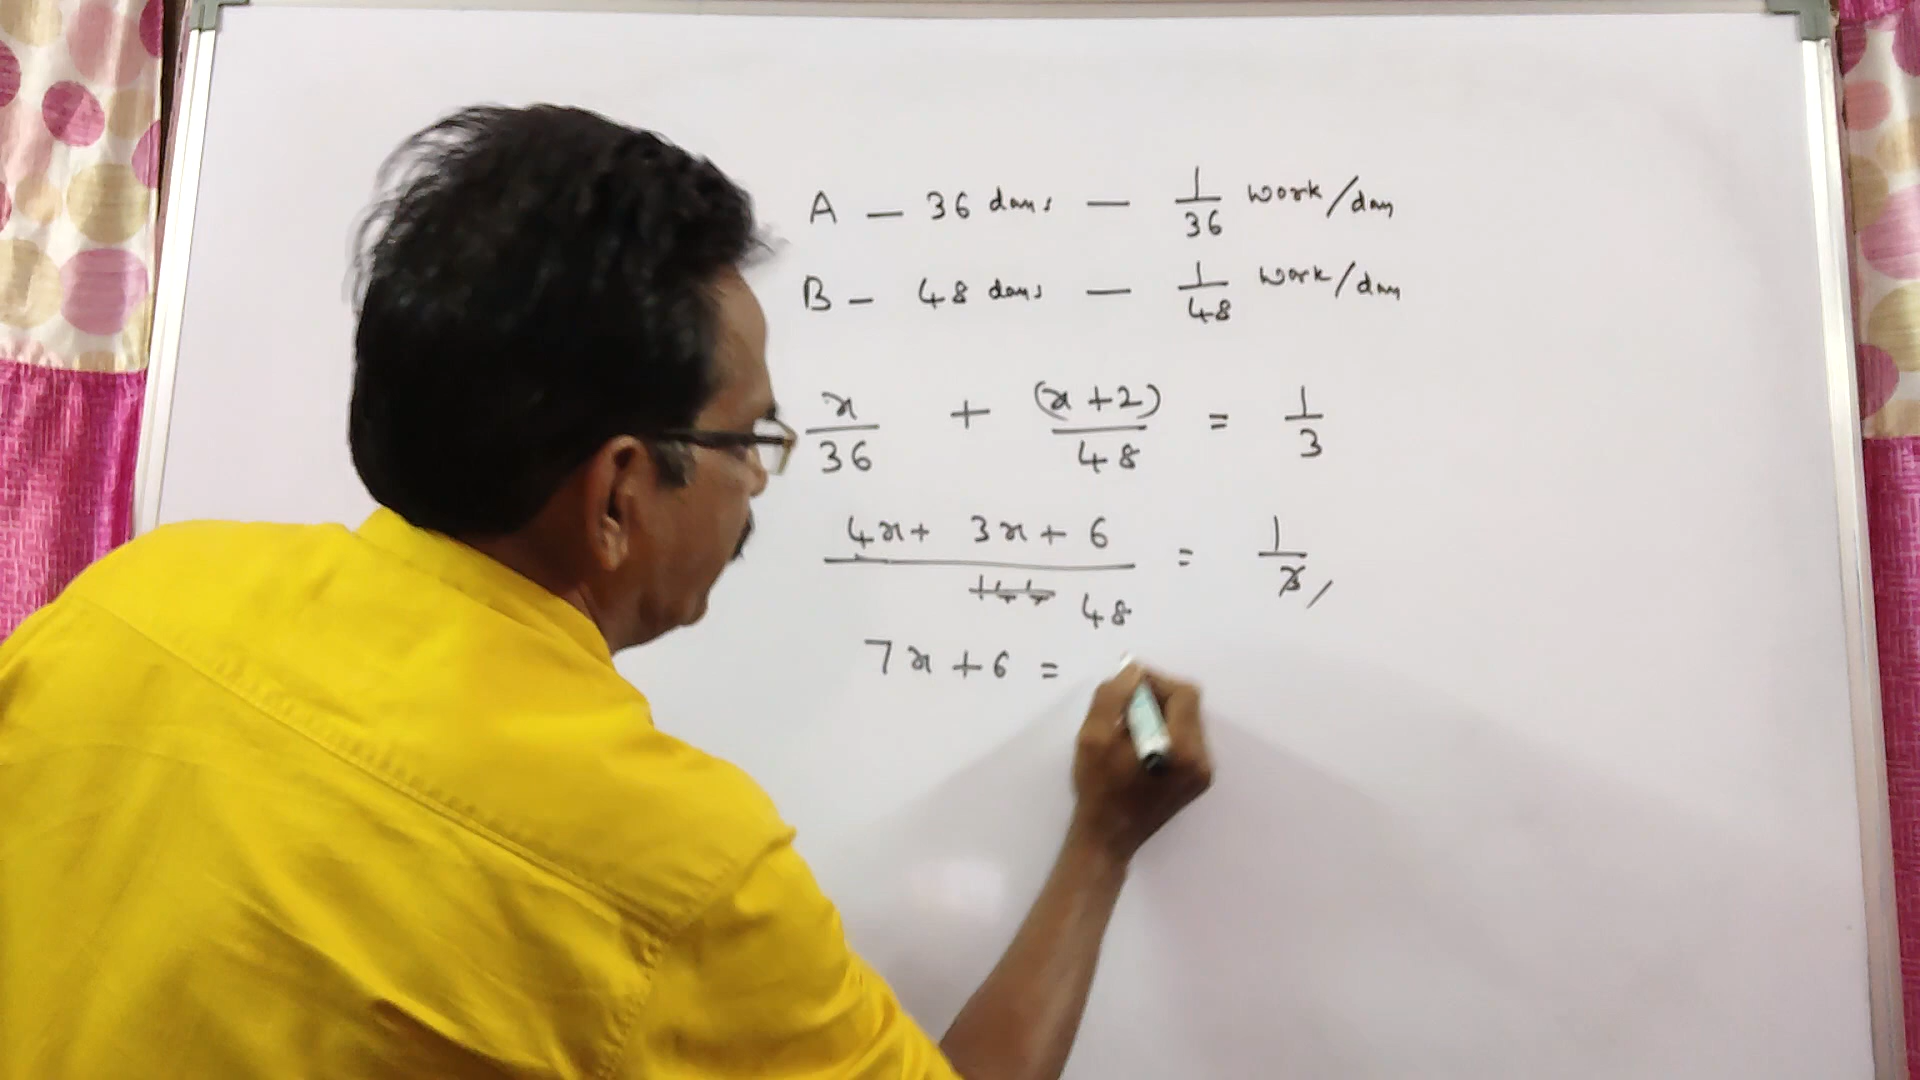 A - 36 days - 1/36 work/day
B - 48 days - 1/48 work/day
x/36 + (x+2)/48 = 1/3
4x + 3x + 6 / 144 48 = 1/3
7x + 6 =